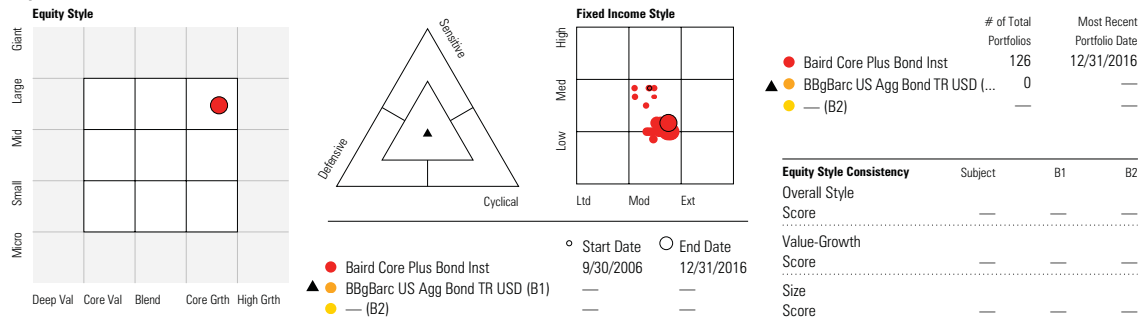 Equity Style
Giant
Large
Mid
Small
Micro
Deep Val Core Val Blend Core Grth High Grth
Sensitive
Defensive
Cyclical
Fixed Income Style
High
Med
Low
Ltd Mod Ext
Start Date End Date
Baird Core Plus Bond Inst 9/30/2006 12/31/2016
BBgBarc US Agg Bond TR USD (B1) — —
— (B2) — —
# of Total Most Recent
Portfolios Portfolio Date
Baird Core Plus Bond Inst 126 12/31/2016
BBgBarc US Agg Bond TR USD (... 0 —
— (B2) — —
Equity Style Consistency Subject B1 B2
Overall Style
Score — — —
Value-Growth
Score — — —
Size
Score — — —